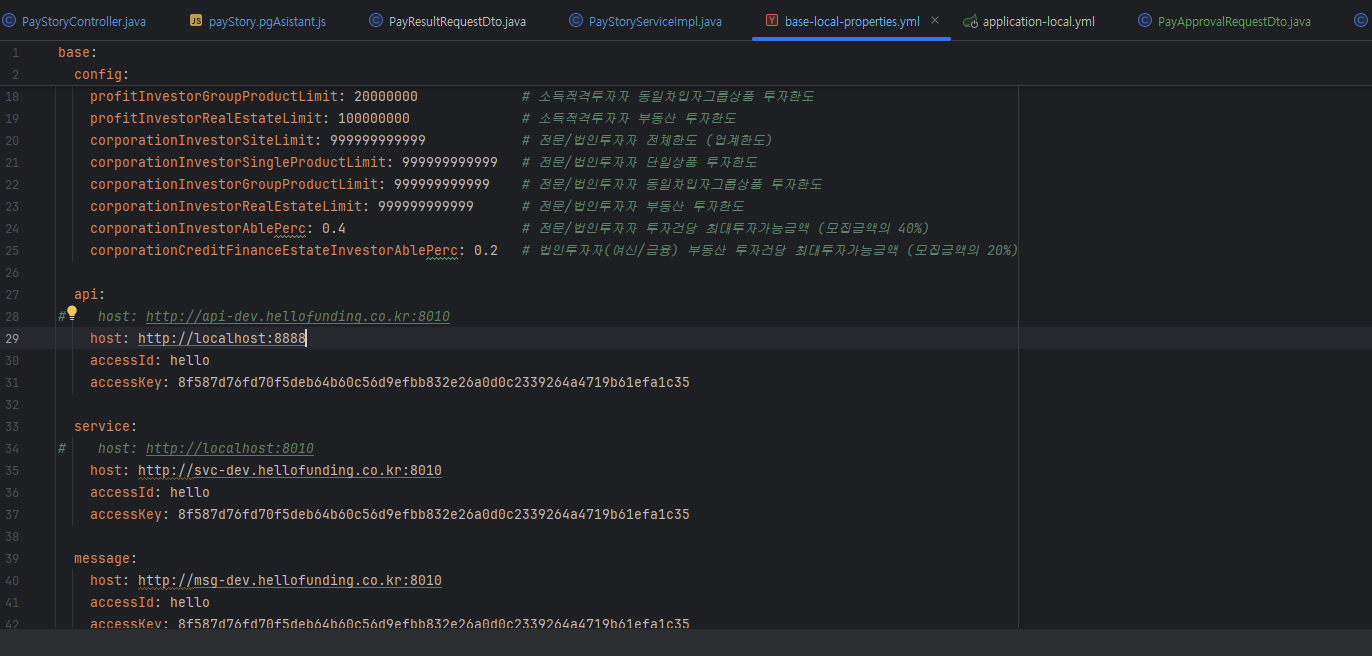 PayStoryController.java payStory.pgAsistant.js PayResultRequestDto.java PayStoryServiceImpl.java base-local-properties.yml application-local.yml PayApprovalRequestDto.java
1 base:
2 config:
18 profitInvestorGroupProductLimit: 20000000 # 소득적격투자자 동일차입자그룹상품 투자한도
19 profitInvestorRealEstateLimit: 100000000 # 소득적격투자자 부동산 투자한도
20 corporationInvestorSiteLimit: 999999999999 # 전문/법인투자자 전체한도 (업계한도)
21 corporationInvestorSingleProductLimit: 999999999999 # 전문/법인투자자 단일상품 투자한도
22 corporationInvestorGroupProductLimit: 999999999999 # 전문/법인투자자 동일차입자그룹상품 투자한도
23 corporationInvestorRealEstateLimit: 999999999999 # 전문/법인투자자 부동산 투자한도
24 corporationInvestorAblePerc: 0.4 # 전문/법인투자자 투자건당 최대투자가능금액 (모집금액의 40%)
25 corporationCreditFinanceEstateInvestorAblePerc: 0.2 # 법인투자자(여신/금융) 부동산 투자건당 최대투자가능금액 (모집금액의 20%)
26
27 api:
28 # host: http://api-dev.hellofunding.co.kr:8010
29 host: http://localhost:8888
30 accessId: hello
31 accessKey: 8f587d76fd70f5deb64b60c56d9efbb832e26a0d0c2339264a4719b61efa1c35
32
33 service:
34 # host: http://localhost:8010
35 host: http://svc-dev.hellofunding.co.kr:8010
36 accessId: hello
37 accessKey: 8f587d76fd70f5deb64b60c56d9efbb832e26a0d0c2339264a4719b61efa1c35
38
39 message:
40 host: http://msg-dev.hellofunding.co.kr:8010
41 accessId: hello
42 accessKey: 8f587d76fd70f5deb64b60c56d9efbb832e26a0d0c2339264a4719b61efa1c35